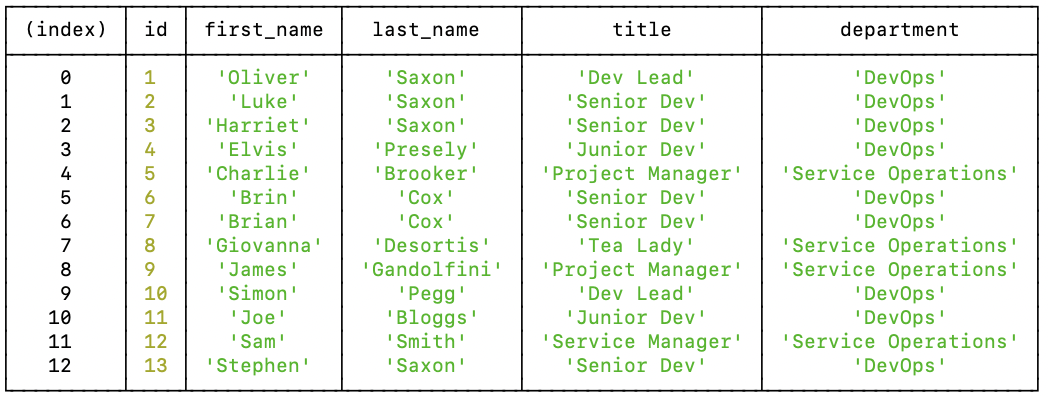 (index) id first_name last_name title department
0 1 'Oliver' 'Saxon' 'Dev Lead' 'DevOps'
1 2 'Luke' 'Saxon' 'Senior Dev' 'DevOps'
2 3 'Harriet' 'Saxon' 'Senior Dev' 'DevOps'
3 4 'Elvis' 'Presely' 'Junior Dev' 'DevOps'
4 5 'Charlie' 'Brooker' 'Project Manager' 'Service Operations'
5 6 'Brin' 'Cox' 'Senior Dev' 'DevOps'
6 7 'Brian' 'Cox' 'Senior Dev' 'DevOps'
7 8 'Giovanna' 'Desortis' 'Tea Lady' 'Service Operations'
8 9 'James' 'Gandolfini' 'Project Manager' 'Service Operations'
9 10 'Simon' 'Pegg' 'Dev Lead' 'DevOps'
10 11 'Joe' 'Bloggs' 'Junior Dev' 'DevOps'
11 12 'Sam' 'Smith' 'Service Manager' 'Service Operations'
12 13 'Stephen' 'Saxon' 'Senior Dev' 'DevOps'